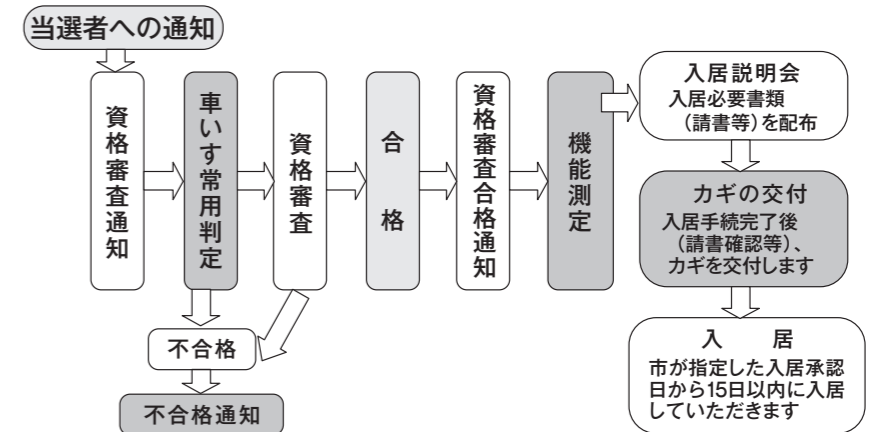 当選者への通知
資格審査通知
車いす常用判定
資格審査
合格
資格審査合格通知
機能測定
入居説明会
入居必要書類
（請書等）を配布
カギの交付
入居手続完了後
（請書確認等）、
カギを交付します
入居
市が指定した入居承認
日から15日以内に入居
していただきます
不合格
不合格通知